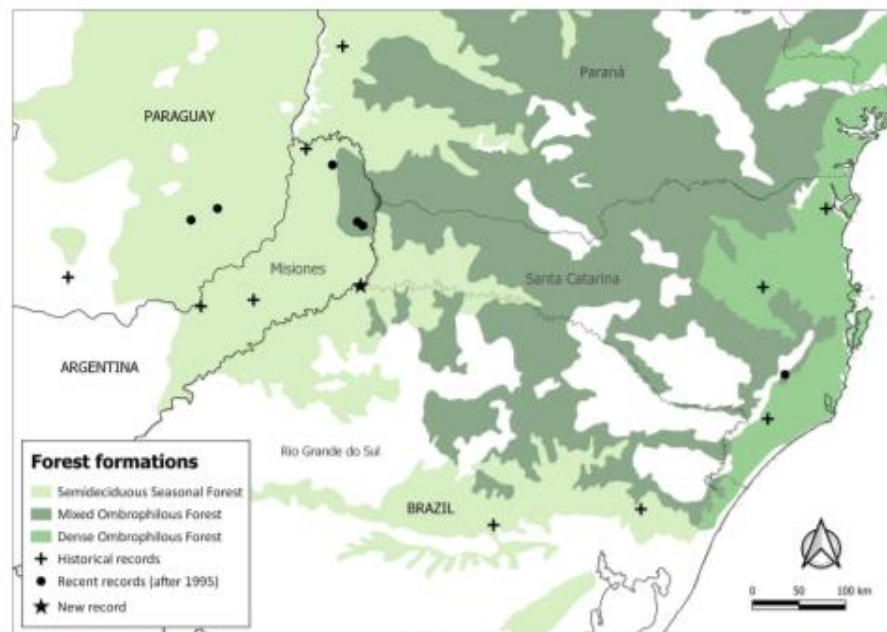 Paraná
PARAGUAY
Misiones
Santa Catarina
ARGENTINA
Rio Grande do Sul
BRAZIL
Forest formations
Semideciduous Seasonal Forest
Mixed Ombrophilous Forest
Dense Ombrophilous Forest
Historical records
Recent records (after 1995)
New record
0 50 100 km